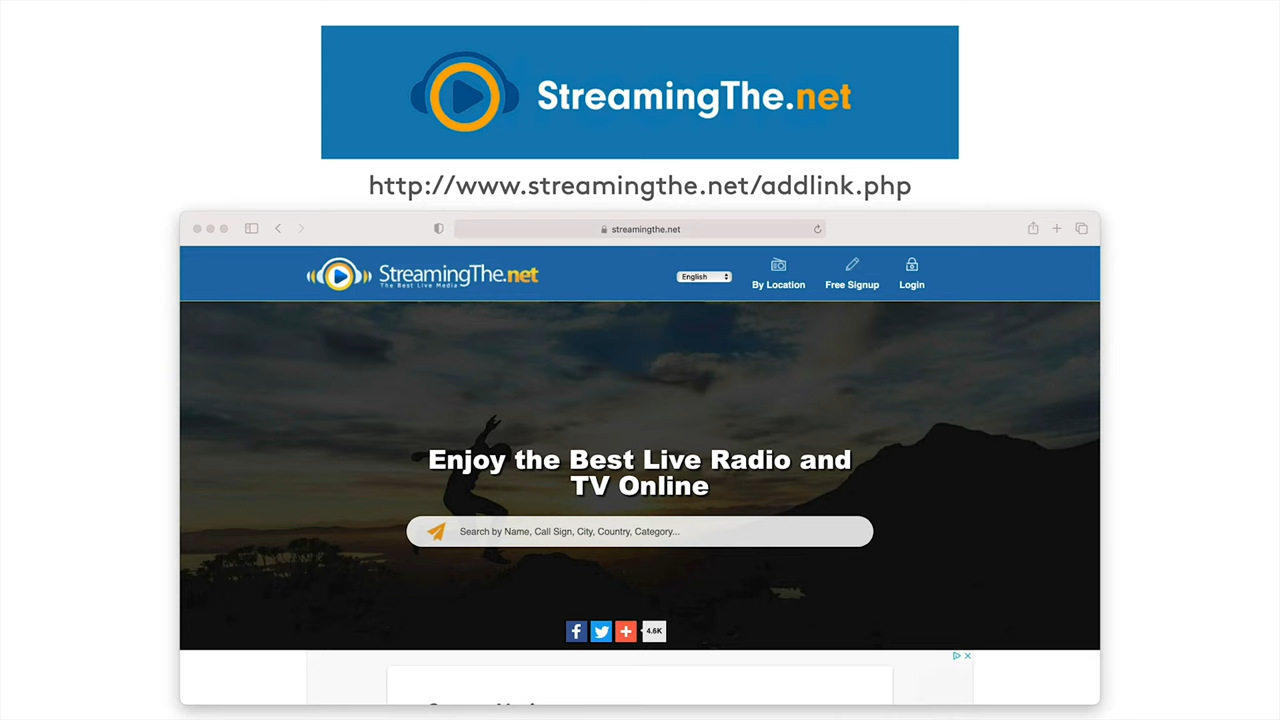 StreamingThe.net
http://www.streamingthe.net/addlink.php
streamingthe.net
StreamingThe.net
The Best Live Media
English
By Location
Free Signup
Login
Enjoy the Best Live Radio and
TV Online
Search by Name, Call Sign, City, Country, Category...
4.6K